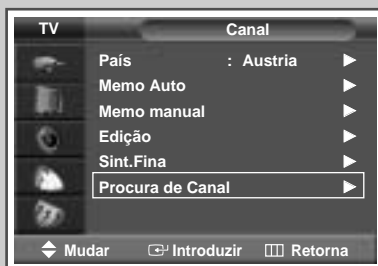 TV Canal
País : Austria
Memo Auto
Memo manual
Edição
Sint.Fina
Procura de Canal
Mudar Introduzir Retorna